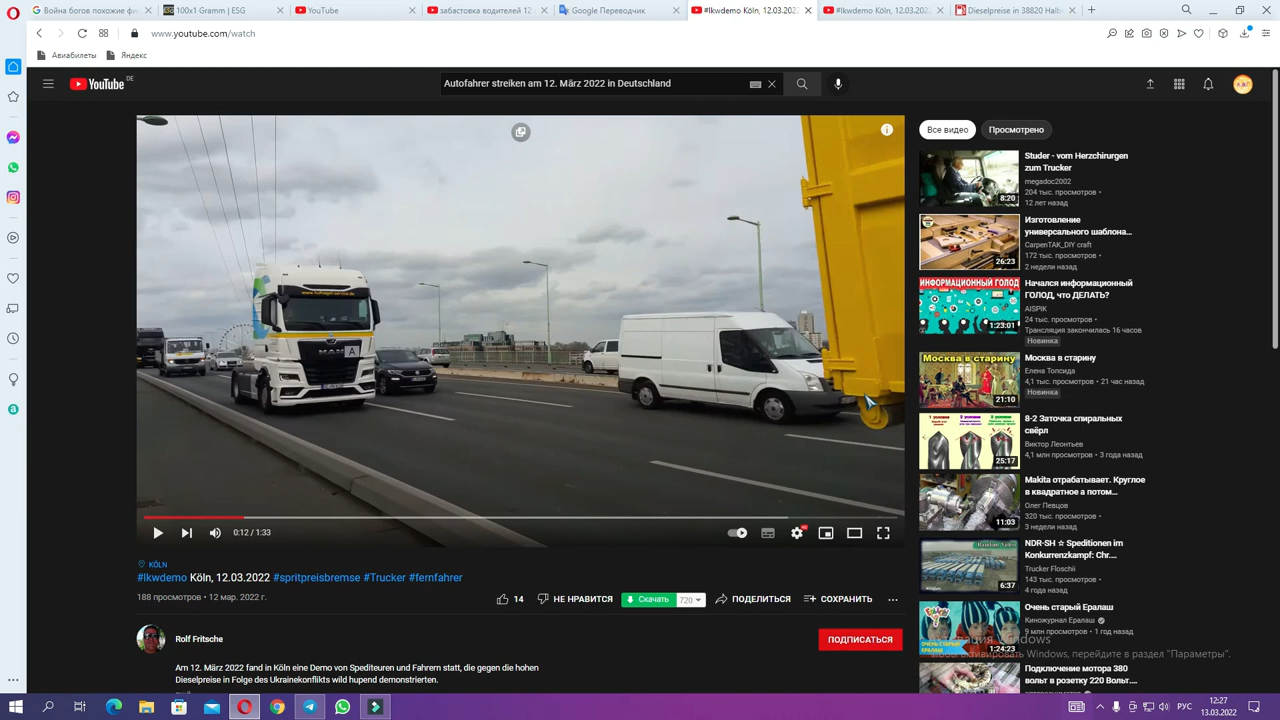 Война богов похожие фи
100x1 Gramm | ESG
YouTube
забастовка водителей 12
Google Переводчик
#lkwdemo Köln, 12.03.202
#lkwdemo Köln, 12.03.202
Dieselpreise in 38820 Halb
www.youtube.com/watch
Авиабилеты
Яндекс
YouTube DE
Autofahrer streiken am 12. März 2022 in Deutschland
Все видео
Просмотрено
Studer - vom Herzchirurgen
zum Trucker
megadoc2002
204 тыс. просмотров •
12 лет назад
8:20
Изготовление
универсального шаблона...
CarpenTAK_DIY craft
172 тыс. просмотров •
2 недели назад
26:23
ИНФОРМАЦИОННЫЙ ГОЛОД
Начался информационный
ГОЛОД, что ДЕЛАТЬ?
AISPIK
24 тыс. просмотров •
Трансляция закончилась 16 часов
Новинка
1:23:01
Москва в старину
Москва в старину
Елена Топсида
4,1 тыс. просмотров • 21 час назад
Новинка
21:10
8-2 Заточка спиральных
свёрл
Виктор Леонтьев
4,1 млн просмотров • 3 года назад
25:17
Makita отрабатывает. Круглое
в квадратное а потом...
Олег Певцов
320 тыс. просмотров •
3 недели назад
11:03
NDR-SH ☆ Speditionen im
Konkurrenzkampf: Chr....
Trucker Floschii
143 тыс. просмотров •
4 года назад
6:37
Очень старый Ералаш
Киножурнал Ералаш
9 млн просмотров • 1 год назад
1:24:23
Подключение мотора 380
вольт в розетку 220 Вольт....
Windows
активировать Windows, перейдите в раздел "Параметры".
0:12 / 1:33
KÖLN
#lkwdemo Köln, 12.03.2022 #spritpreisbremse #Trucker #fernfahrer
188 просмотров • 12 мар. 2022 г.
14
НЕ НРАВИТСЯ
Скачать
720
ПОДЕЛИТЬСЯ
СОХРАНИТЬ
Rolf Fritsche
ПОДПИСАТЬСЯ
Am 12. März 2022 fand in Köln eine Demo von Spediteuren und Fahrern statt, die gegen die hohen
Dieselpreise in Folge des Ukrainekonflikts wild hupend demonstrierten.
РУС
12:27
13.03.2022